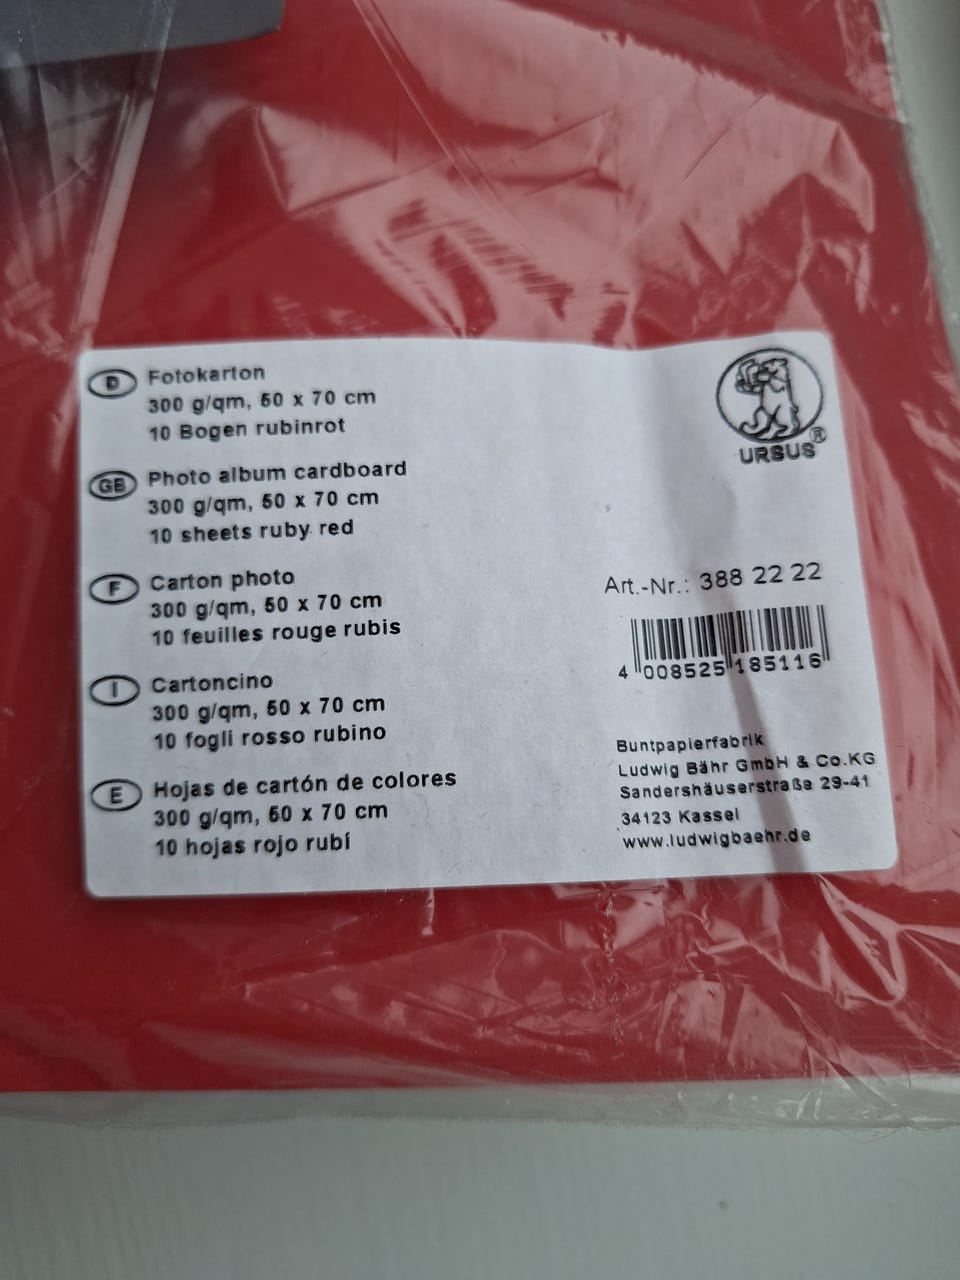 D Fotokarton
300 g/qm, 50 x 70 cm
10 Bogen rubinrot
GB Photo album cardboard
300 g/qm, 50 x 70 cm
10 sheets ruby red
F Carton photo
300 g/qm, 50 x 70 cm
10 feuilles rouge rubis
I Cartoncino
300 g/qm, 50 x 70 cm
10 fogli rosso rubino
E Hojas de cartón de colores
300 g/qm, 50 x 70 cm
10 hojas rojo rubí
®
URSUS
Art.-Nr.: 388 22 22
4 008525 185116
Buntpapierfabrik
Ludwig Bähr GmbH & Co.KG
Sandershäuserstraße 29-41
34123 Kassel
www.ludwigbaehr.de